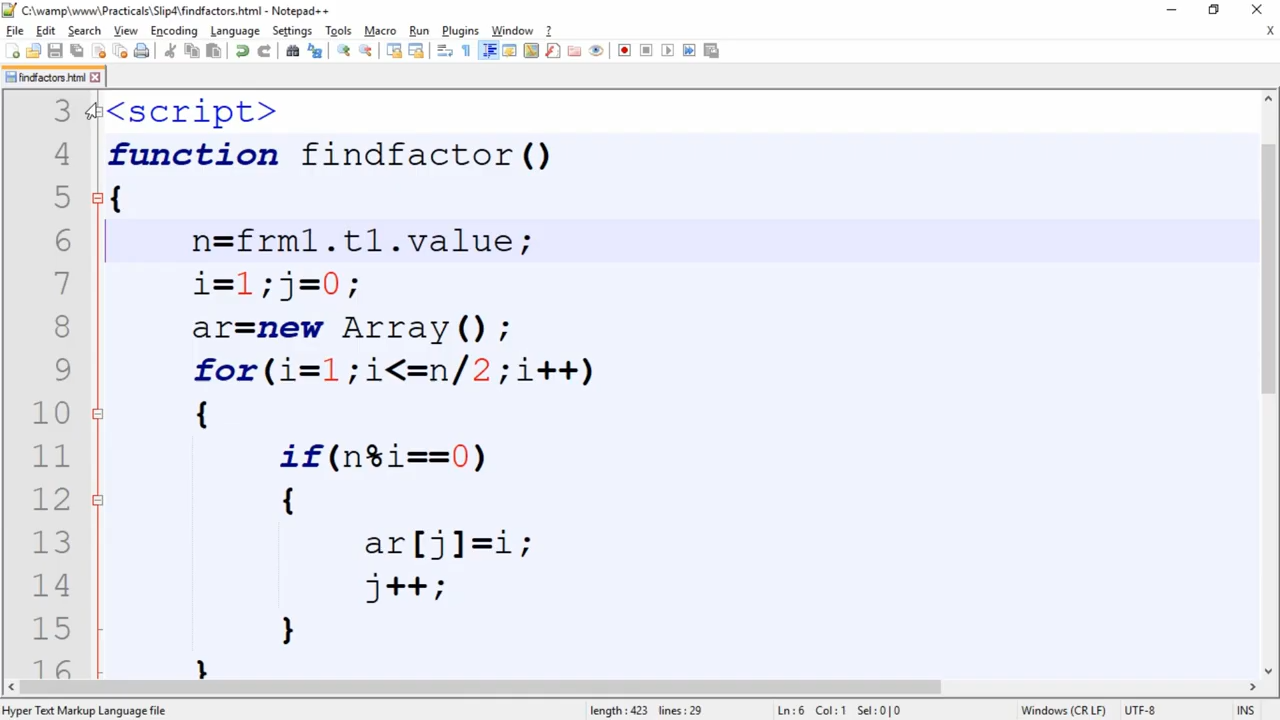 C:\wamp\www\Practicals\Slip4\findfactors.html - Notepad++
File Edit Search View Encoding Language Settings Tools Macro Run Plugins Window ? X
findfactors.html
3 <script>
4 function findfactor()
5 {
6 n=frm1.t1.value;
7 i=1;j=0;
8 ar=new Array();
9 for(i=1;i<=n/2;i++)
10 {
11 if(n%i==0)
12 {
13 ar[j]=i;
14 j++;
15 }
16 }
Hyper Text Markup Language file length : 423 lines : 29 Ln : 6 Col : 1 Sel : 0 | 0 Windows (CR LF) UTF-8 INS